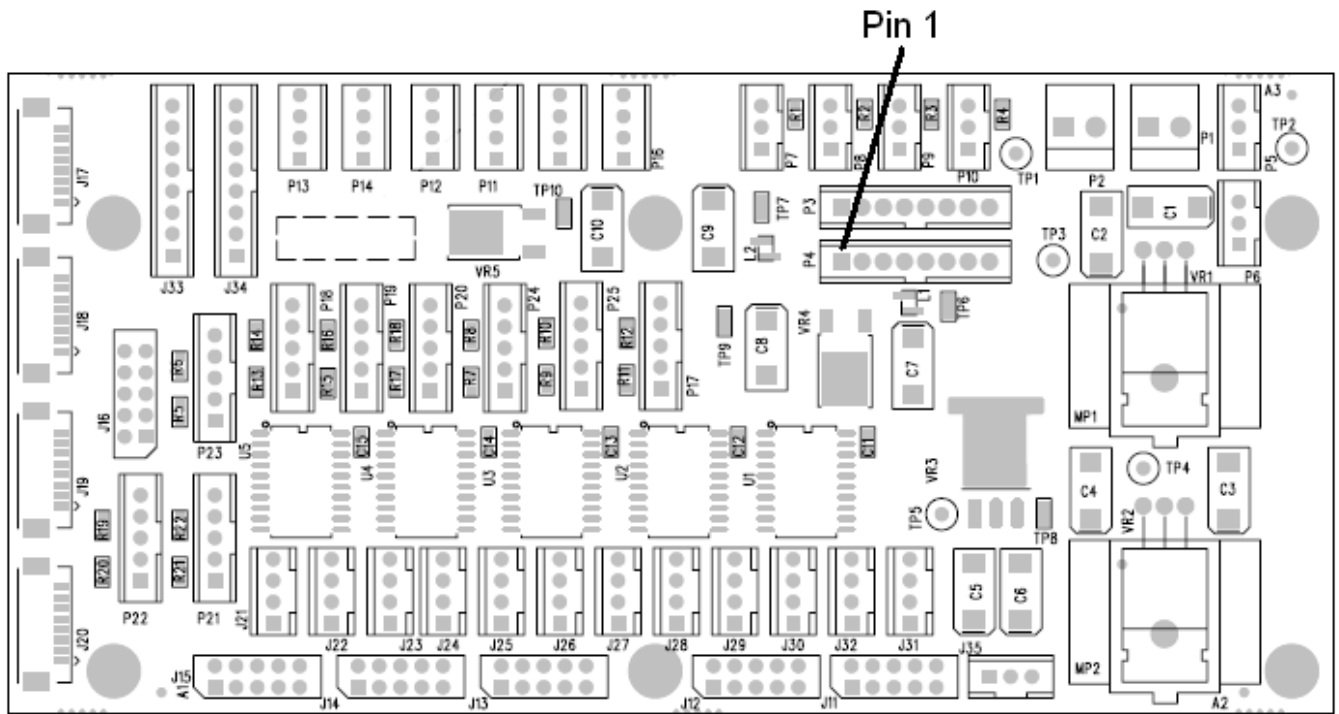 Pin 1
A3
R1 R2 R3 R4
P16 P7 P8 P9 P10 TP1 P2 P1 P5 TP2
J17
P13 P14 P12 P11 TP10
C10 C9 TP7 P3 C2 C1
L2 P4 TP3
J33 J34 VR5 VR1 P6
J18
P18 P19 P20 P24 P25 L1 TP6
R14 R16 R18 R8 R10 R12 TP9 C8 VR4 C7
R6
R13 R15 R17 R7 R9 R11 P17
J16 R5 MP1
P23 U5 C15 U4 C14 U3 C13 U2 C12 U1 C11
VR3 TP4
J19 C4 C3
R19 R22 TP5 VR2 TP8
R20 R21
C5 C6
P22 P21 J21
J20 J22 J23 J24 J25 J26 J27 J28 J29 J30 J32 J31 J35
J15 MP2
A1 J14 J13 J12 J11 A2